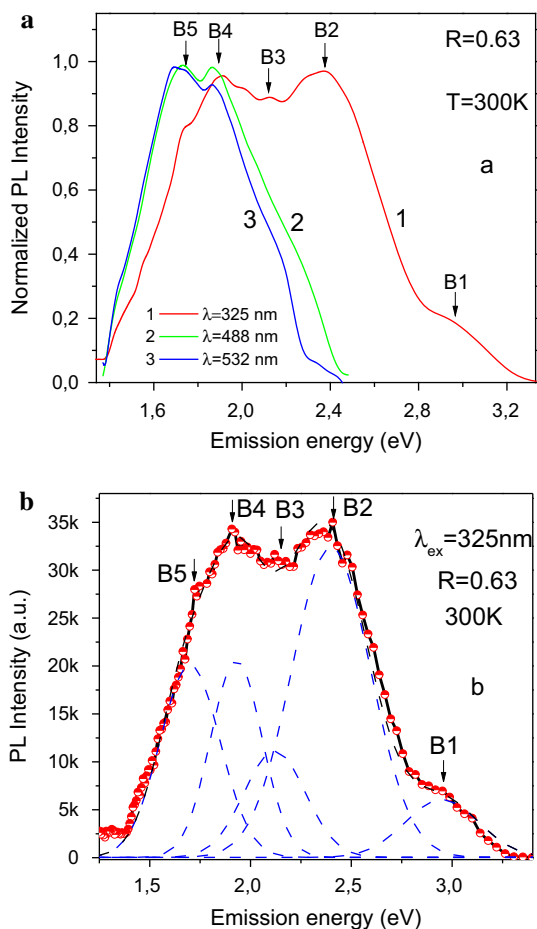 a
B5 B4 B3 B2
R=0.63
T=300K
a
B1
1
2
3
1,0
0,8
0,6
0,4
0,2
0,0
Normalized PL Intensity
1 λ=325 nm
2 λ=488 nm
3 λ=532 nm
1,6 2,0 2,4 2,8 3,2
Emission energy (eV)
b
B5 B4 B3 B2
λex=325nm
R=0.63
300K
b
B1
35k
30k
25k
20k
15k
10k
5k
0
PL Intensity (a.u.)
1,5 2,0 2,5 3,0
Emission energy (eV)